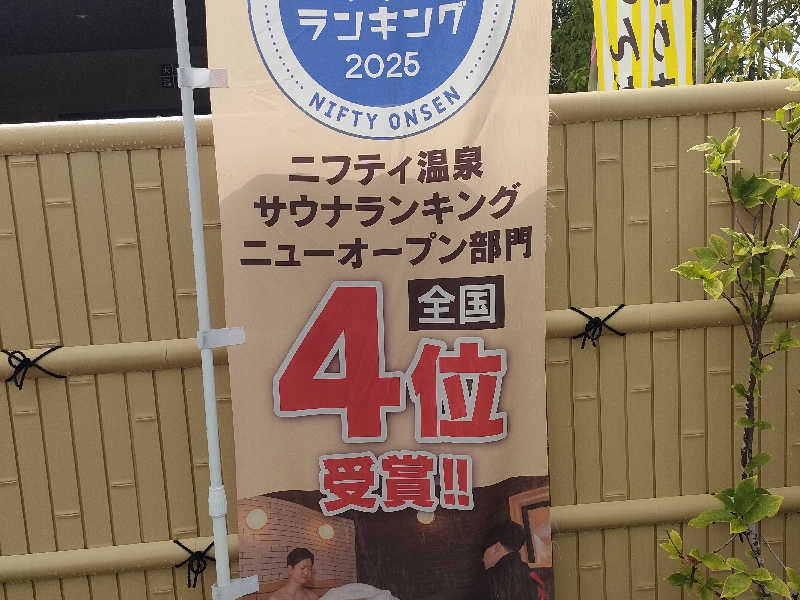 ランキング
2025
NIFTY ONSEN
ニフティ温泉
サウナランキング
ニューオープン部門
全国
4位
受賞!!